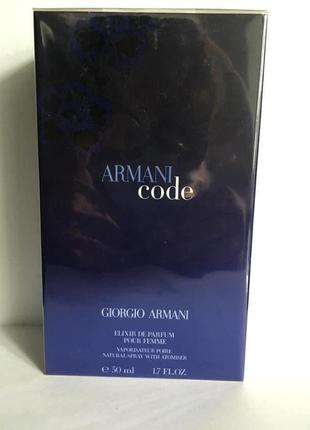 ARMANI
code
GIORGIO ARMANI
ELIXIR DE PARFUM
POUR FEMME
VAPORISATEUR POIRE
NATURAL SPRAY WITH ATOMISER
e 50 ml 1.7 FL.OZ